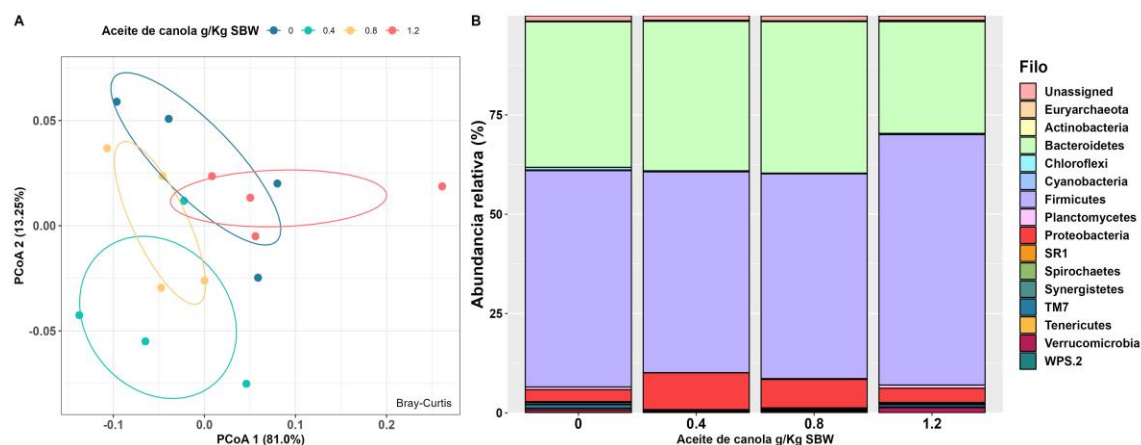 A
Aceite de canola g/Kg SBW 0 0.4 0.8 1.2
PCoA 2 (13.25%)
0.05
0.00
-0.05
-0.1 0.0 0.1 0.2
PCoA 1 (81.0%)
Bray-Curtis
B
Abundancia relativa (%)
75
50
25
0
0 0.4 0.8 1.2
Aceite de canola g/Kg SBW
Filo
Unassigned
Euryarchaeota
Actinobacteria
Bacteroidetes
Chloroflexi
Cyanobacteria
Firmicutes
Planctomycetes
Proteobacteria
SR1
Spirochaetes
Synergistetes
TM7
Tenericutes
Verrucomicrobia
WPS.2